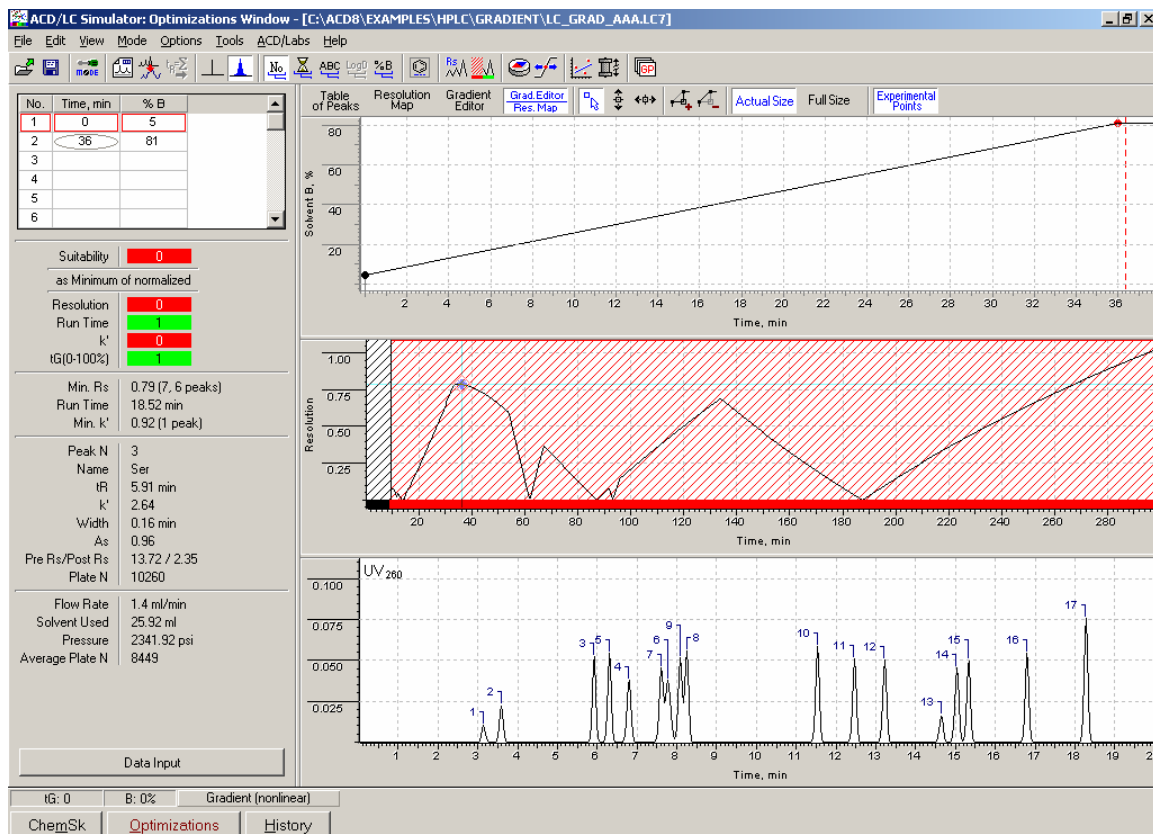 ACD/LC Simulator: Optimizations Window - [C:\ACD8\EXAMPLES\HPLC\GRADIENT\LC_GRAD_AAA.LC7]
File Edit View Mode Options Tools ACD/Labs Help
MODE No ABC LogD %B Rs GP
Table of Peaks
Resolution Map
Gradient Editor
Grad.Editor
Res. Map
Actual Size
Full Size
Experimental Points
No. Time, min % B
1 0 5
2 36 81
3
4
5
6
Suitability 0
as Minimum of normalized
Resolution 0
Run Time 1
k' 0
tG(0-100%) 1
Min. Rs 0.79 (7, 6 peaks)
Run Time 18.52 min
Min. k' 0.92 (1 peak)
Peak N 3
Name Ser
tR 5.91 min
k' 2.64
Width 0.16 min
As 0.96
Pre Rs/Post Rs 13.72 / 2.35
Plate N 10260
Flow Rate 1.4 ml/min
Solvent Used 25.92 ml
Pressure 2341.92 psi
Average Plate N 8449
Data Input
Solvent B, %
80
60
40
20
2 4 6 8 10 12 14 16 18 20 22 24 26 28 30 32 34 36
Time, min
Resolution
1.00
0.75
0.50
0.25
20 40 60 80 100 120 140 160 180 200 220 240 260 280
Time, min
UV260
0.100
0.075
0.050
0.025
1 2 3 5 4 7 6 9 8 10 11 12 13 14 15 16 17
1 2 3 4 5 6 7 8 9 10 11 12 13 14 15 16 17 18 19
Time, min
tG: 0 B: 0% Gradient (nonlinear)
ChemSk Optimizations History